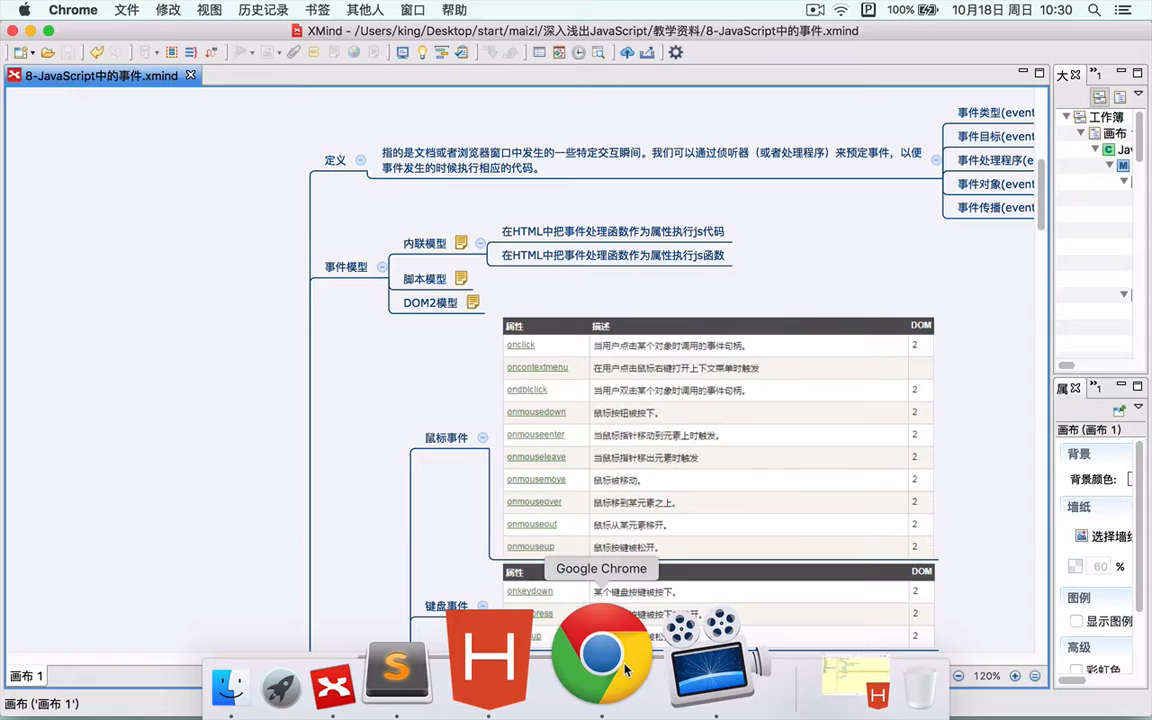 Chrome 文件 修改 视图 历史记录 书签 其他人 窗口 帮助 P 100% 10月18日 周日 10:30
XMind - /Users/king/Desktop/start/maizi/深入浅出JavaScript/教学资料/8-JavaScript中的事件.xmind
8-JavaScript中的事件.xmind
大 »1
工作簿
画布
C Jav
M
事件类型(event
事件目标(event
事件处理程序(e
事件对象(event
事件传播(event
定义
指的是文档或者浏览器窗口中发生的一些特定交互瞬间。我们可以通过侦听器（或者处理程序）来预定事件，以便
事件发生的时候执行相应的代码。
事件模型
内联模型
在HTML中把事件处理函数作为属性执行js代码
在HTML中把事件处理函数作为属性执行js函数
脚本模型
DOM2模型
鼠标事件
属性 描述 DOM
onclick 当用户点击某个对象时调用的事件句柄。 2
oncontextmenu 在用户点击鼠标右键打开上下文菜单时触发
ondblclick 当用户双击某个对象时调用的事件句柄。 2
onmousedown 鼠标按钮被按下。 2
onmouseenter 当鼠标指针移动到元素上时触发。 2
onmouseleave 当鼠标指针移出元素时触发 2
onmousemove 鼠标被移动。 2
onmouseover 鼠标移到某元素之上。 2
onmouseout 鼠标从某元素移开。 2
onmouseup 鼠标按键被松开。 2
Google Chrome
键盘事件
属性 DOM
onkeydown 某个键盘按键被按下。 2
press 2
up 2
属 »1
画布 (画布 1)
背景
背景颜色:
墙纸
选择墙纸
60 %
图例
显示图例
高级
彩虹色
画布 1
120%
画布 ('画布 1')